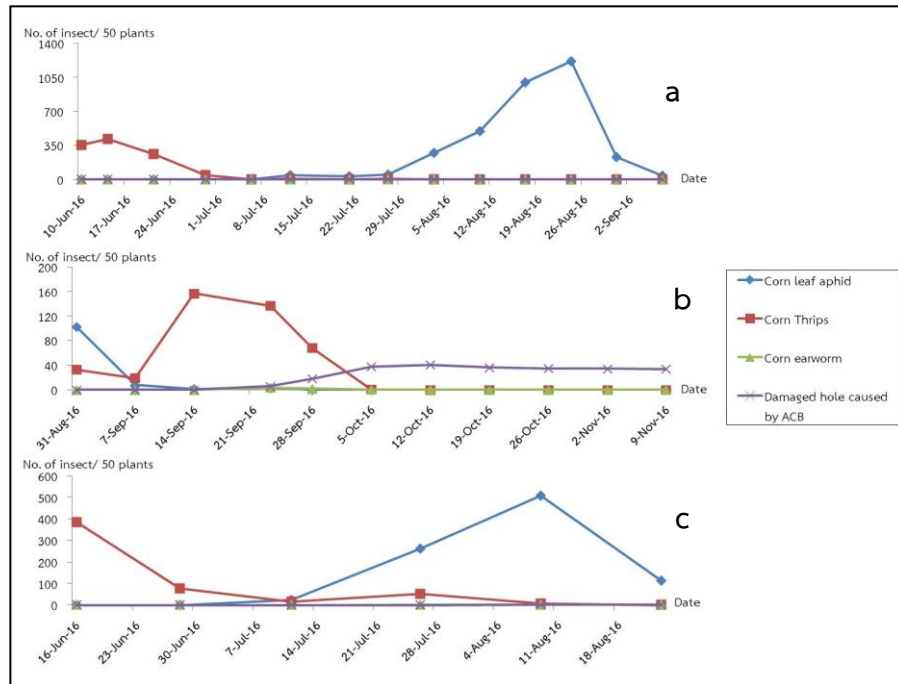 No. of insect/ 50 plants
1400
1050
700
350
0
a
Date
10-Jun-16
17-Jun-16
24-Jun-16
1-Jul-16
8-Jul-16
15-Jul-16
22-Jul-16
29-Jul-16
5-Aug-16
12-Aug-16
19-Aug-16
26-Aug-16
2-Sep-16
No. of insect/ 50 plants
200
160
120
80
40
0
b
Date
31-Aug-16
7-Sep-16
14-Sep-16
21-Sep-16
28-Sep-16
5-Oct-16
12-Oct-16
19-Oct-16
26-Oct-16
2-Nov-16
9-Nov-16
Corn leaf aphid
Corn Thrips
Corn earworm
Damaged hole caused
by ACB
No. of insect/ 50 plants
600
500
400
300
200
100
0
c
Date
16-Jun-16
23-Jun-16
30-Jun-16
7-Jul-16
14-Jul-16
21-Jul-16
28-Jul-16
4-Aug-16
11-Aug-16
18-Aug-16